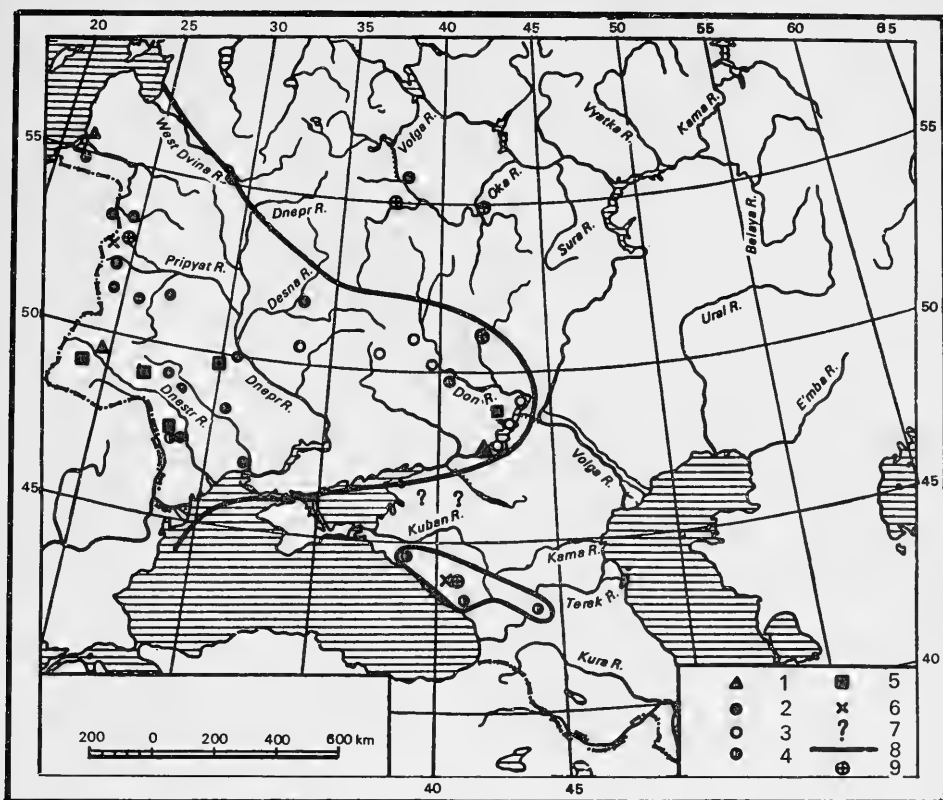 20 25 30 35 40 45 50 55 60 65
55 55
50 50
45 45
40
40 45
West Dvina R.
Volga R.
Vyatka R.
Kama R.
Oka R.
Dnepr R.
Sura R.
Belaya R.
Pripyat R.
Desna R.
Ural R.
Dnestr R.
Dnepr R.
Don R.
E'mba R.
Volga R.
? ?
Kuban R.
Kama R.
Terek R.
Kura R.
200 0 200 400 600 km
1 5
2 6
3 ? 7
4 8
9